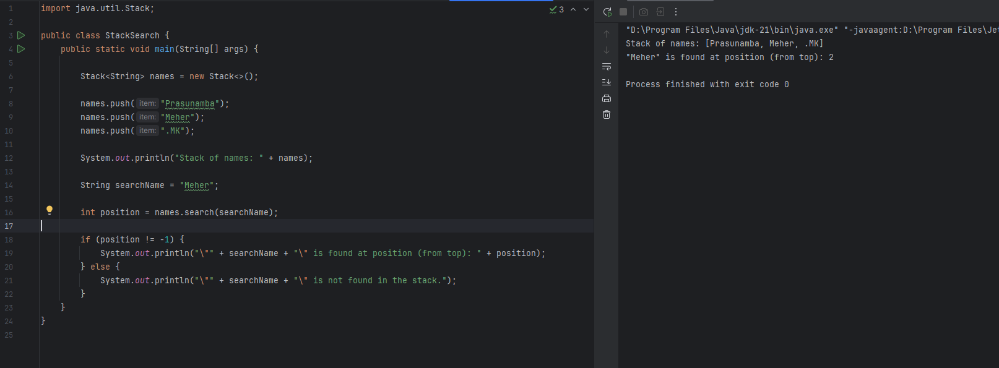 1 import java.util.Stack;
2
3 public class StackSearch {
4 public static void main(String[] args) {
5
6 Stack<String> names = new Stack<>();
7
8 names.push( item: "Prasunamba");
9 names.push( item: "Meher");
10 names.push( item: ".MK");
11
12 System.out.println("Stack of names: " + names);
13
14 String searchName = "Meher";
15
16 int position = names.search(searchName);
17
18 if (position != -1) {
19 System.out.println("\"" + searchName + "\" is found at position (from top): " + position);
20 } else {
21 System.out.println("\"" + searchName + "\" is not found in the stack.");
22 }
23 }
24 }
25
3
"D:\Program Files\Java\jdk-21\bin\java.exe" "-javaagent:D:\Program Files\Jet
Stack of names: [Prasunamba, Meher, .MK]
"Meher" is found at position (from top): 2
Process finished with exit code 0